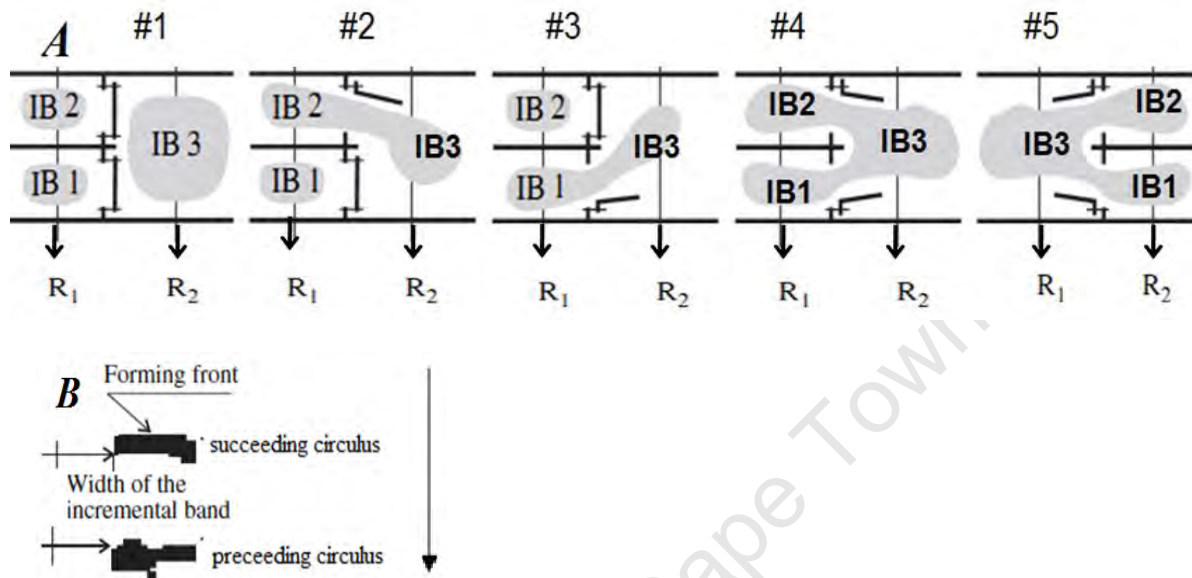 A #1 #2 #3 #4 #5
IB 2 IB 2 IB 2 IB2 IB2
IB 3 IB3 IB3 IB3 IB3
IB 1 IB 1 IB 1 IB1 IB1
R1 R2 R1 R2 R1 R2 R1 R2 R1 R2
B Forming front
succeeding circulus
Width of the
incremental band
preceeding circulus
ape Town